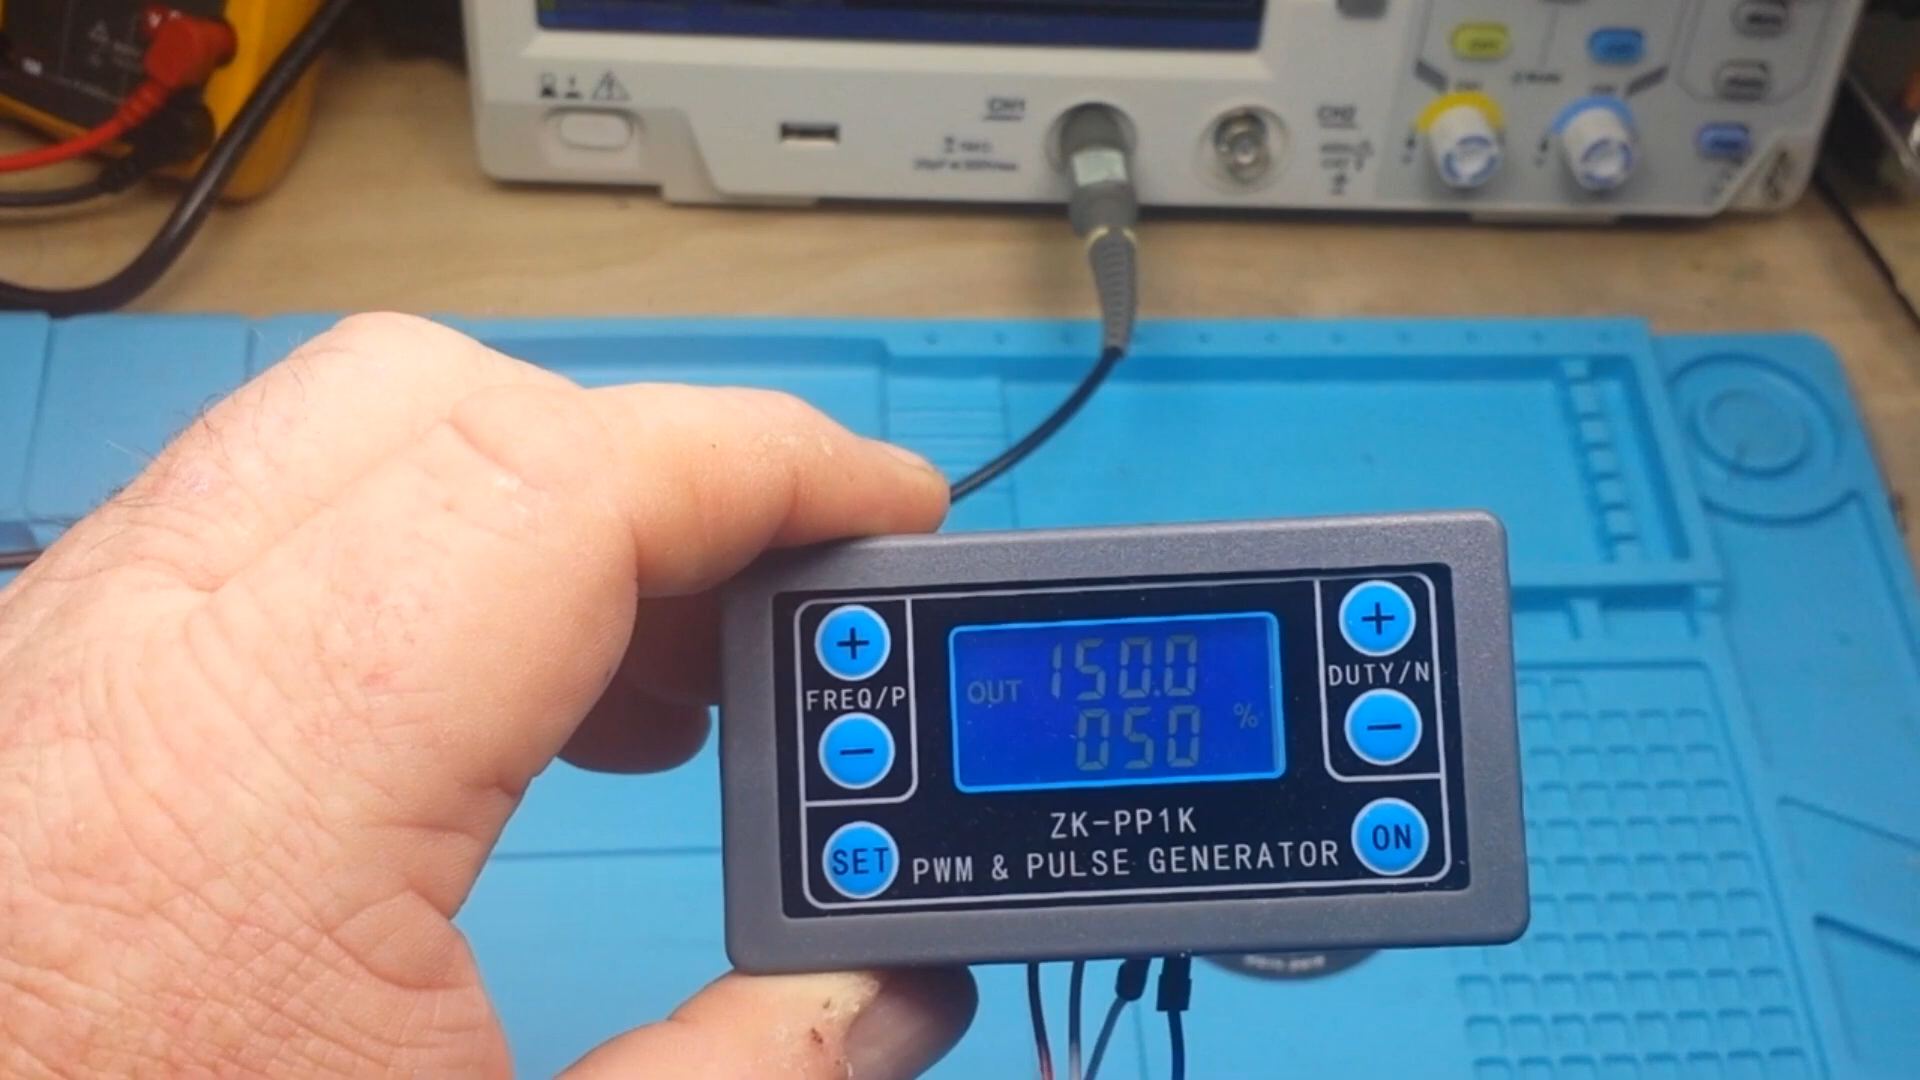 CH1
CH2
+
FREQ/P
−
SET
OUT 150.0
050 %
+
DUTY/N
−
ON
ZK-PP1K
PWM & PULSE GENERATOR